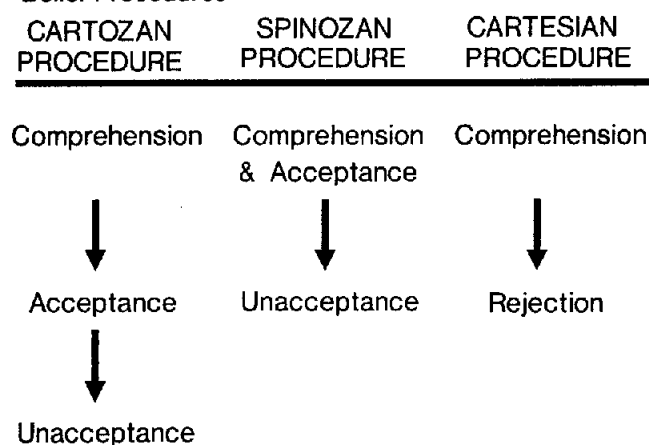 CARTOZAN PROCEDURE
SPINOZAN PROCEDURE
CARTESIAN PROCEDURE
Comprehension
Comprehension & Acceptance
Comprehension
Acceptance
Unacceptance
Rejection
Unacceptance